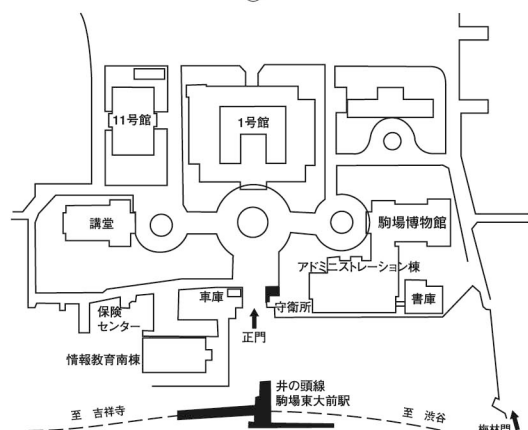 11号館
1号館
講堂
駒場博物館
アドミニストレーション棟
車庫
守衛所
書庫
保険
センター
正門
情報教育南棟
井の頭線
駒場東大前駅
至 吉祥寺
至 渋谷
梅林門